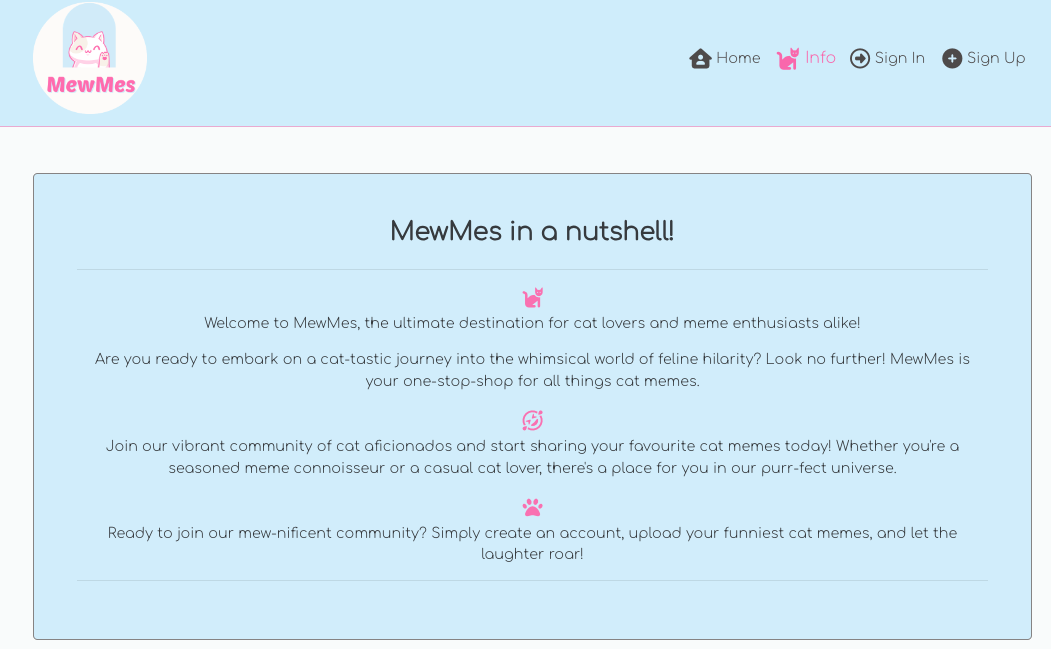 MewMes
Home Info Sign In Sign Up
MewMes in a nutshell!
Welcome to MewMes, the ultimate destination for cat lovers and meme enthusiasts alike!
Are you ready to embark on a cat-tastic journey into the whimsical world of feline hilarity? Look no further! MewMes is
your one-stop-shop for all things cat memes.
Join our vibrant community of cat aficionados and start sharing your favourite cat memes today! Whether you're a
seasoned meme connoisseur or a casual cat lover, there's a place for you in our purr-fect universe.
Ready to join our mew-nificent community? Simply create an account, upload your funniest cat memes, and let the
laughter roar!